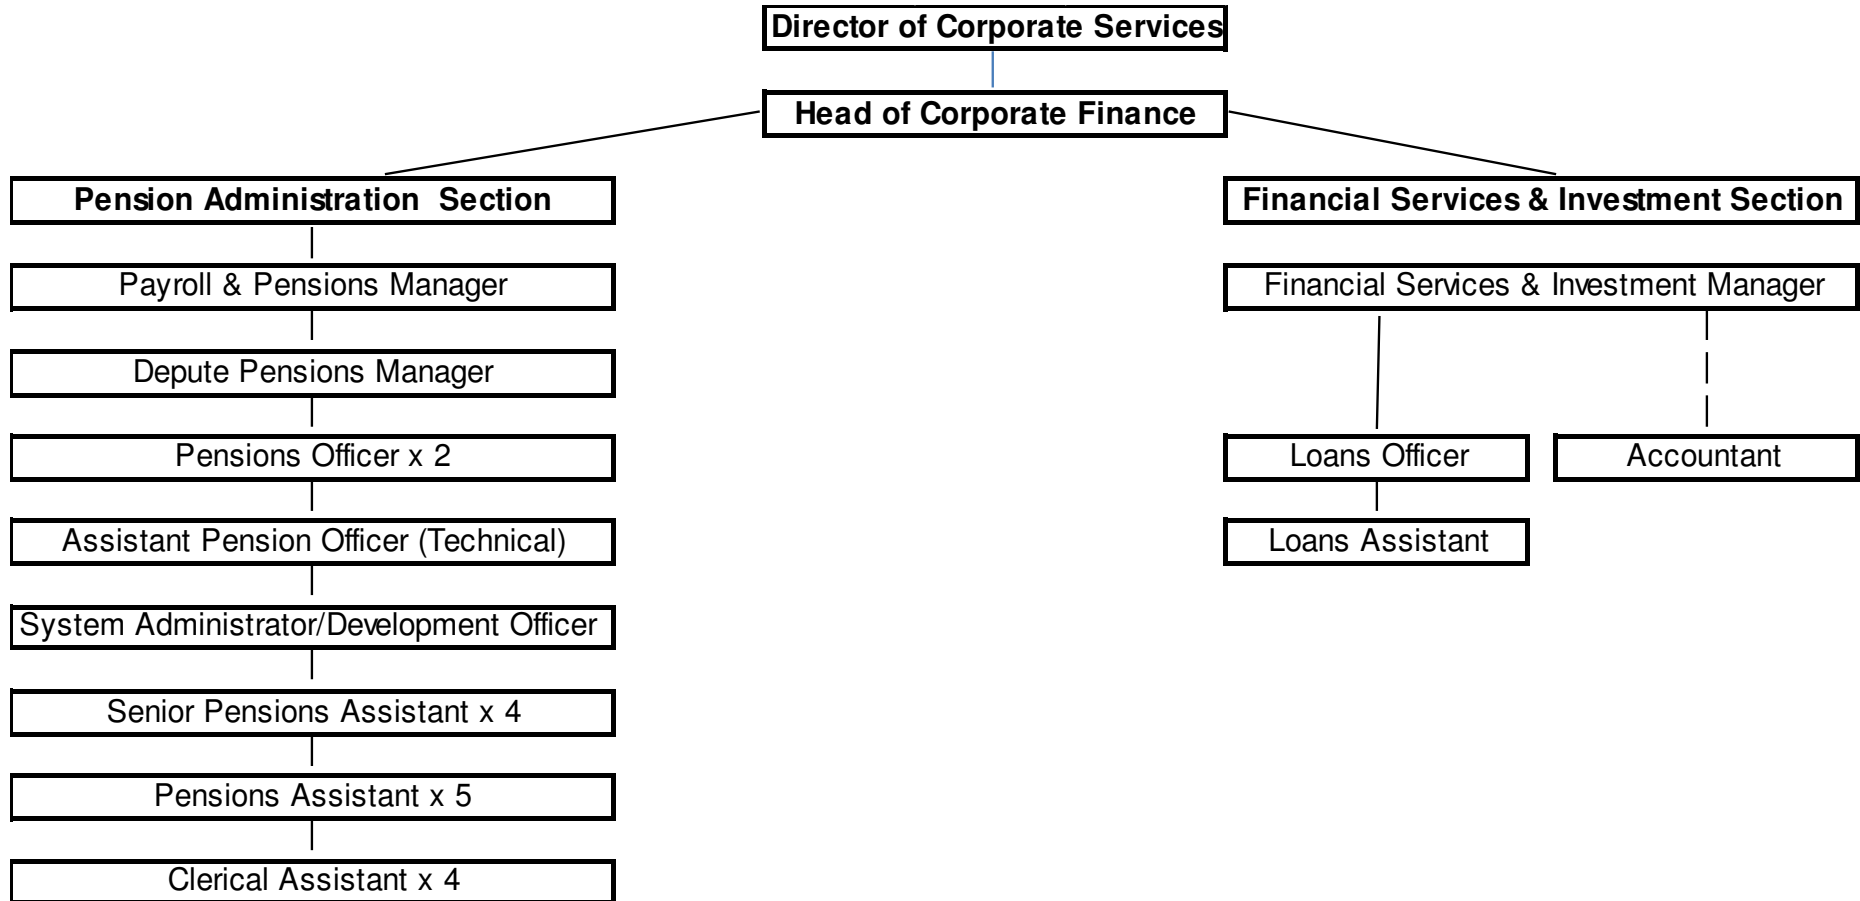 Director of Corporate Services
Head of Corporate Finance
Pension Administration Section
Payroll & Pensions Manager
Depute Pensions Manager
Pensions Officer x 2
Assistant Pension Officer (Technical)
System Administrator/Development Officer
Senior Pensions Assistant x 4
Pensions Assistant x 5
Clerical Assistant x 4
Financial Services & Investment Section
Financial Services & Investment Manager
Loans Officer
Accountant
Loans Assistant